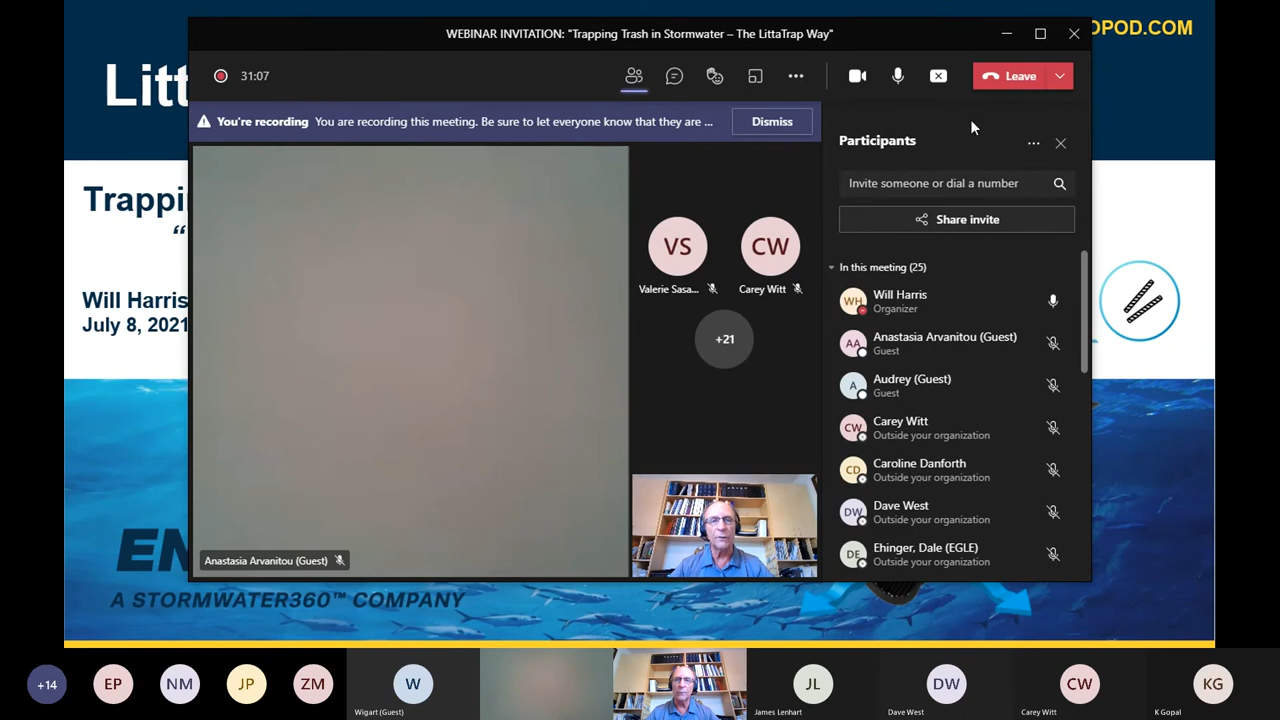 OPOD.COM
Litt
Trappi
“
Will Harris
July 8, 2021
EN
A STORMWATER360™ COMPANY
WEBINAR INVITATION: "Trapping Trash in Stormwater – The LittaTrap Way"
31:07
Leave
You're recording You are recording this meeting. Be sure to let everyone know that they are ...
Dismiss
Participants
Invite someone or dial a number
Share invite
In this meeting (25)
WH
Will Harris
Organizer
AA
Anastasia Arvanitou (Guest)
Guest
A
Audrey (Guest)
Guest
CW
Carey Witt
Outside your organization
CD
Caroline Danforth
Outside your organization
DW
Dave West
Outside your organization
DE
Ehinger, Dale (EGLE)
Outside your organization
VS
Valerie Sasa...
CW
Carey Witt
+21
Anastasia Arvanitou (Guest)
+14
EP
NM
JP
ZM
W
Wigart (Guest)
JL
James Lenhart
DW
Dave West
CW
Carey Witt
KG
K Gopal